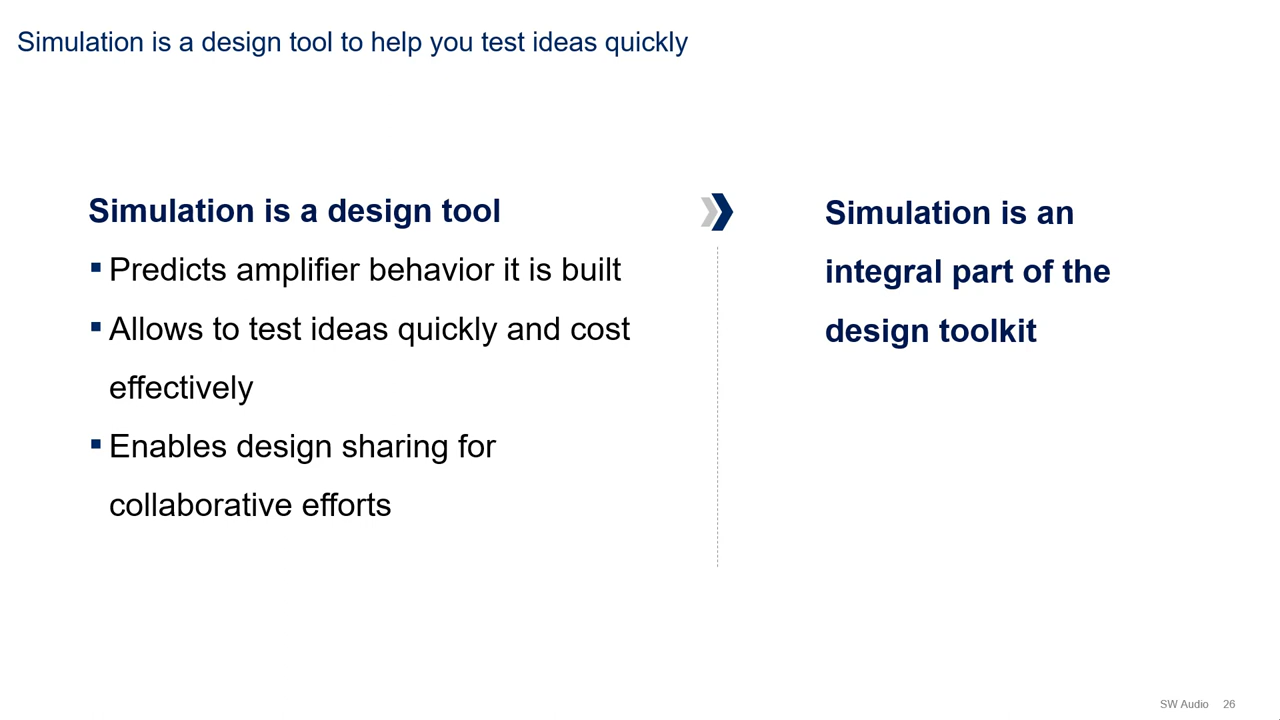 Simulation is a design tool to help you test ideas quickly
Simulation is a design tool
▪ Predicts amplifier behavior it is built
▪ Allows to test ideas quickly and cost
effectively
▪ Enables design sharing for
collaborative efforts
Simulation is an
integral part of the
design toolkit
SW Audio 26